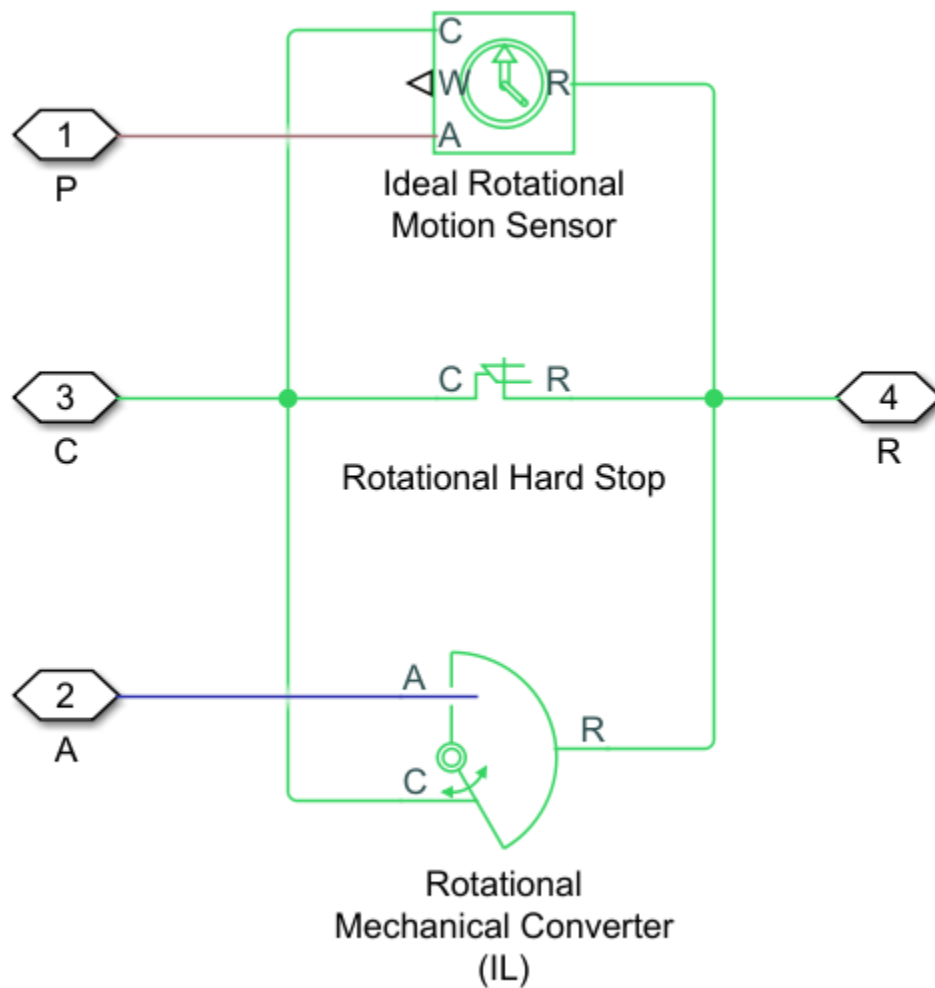 C
W R
1
A
P
Ideal Rotational
Motion Sensor
3
C R
4
C
R
Rotational Hard Stop
2
A
A
R
C
Rotational
Mechanical Converter
(IL)